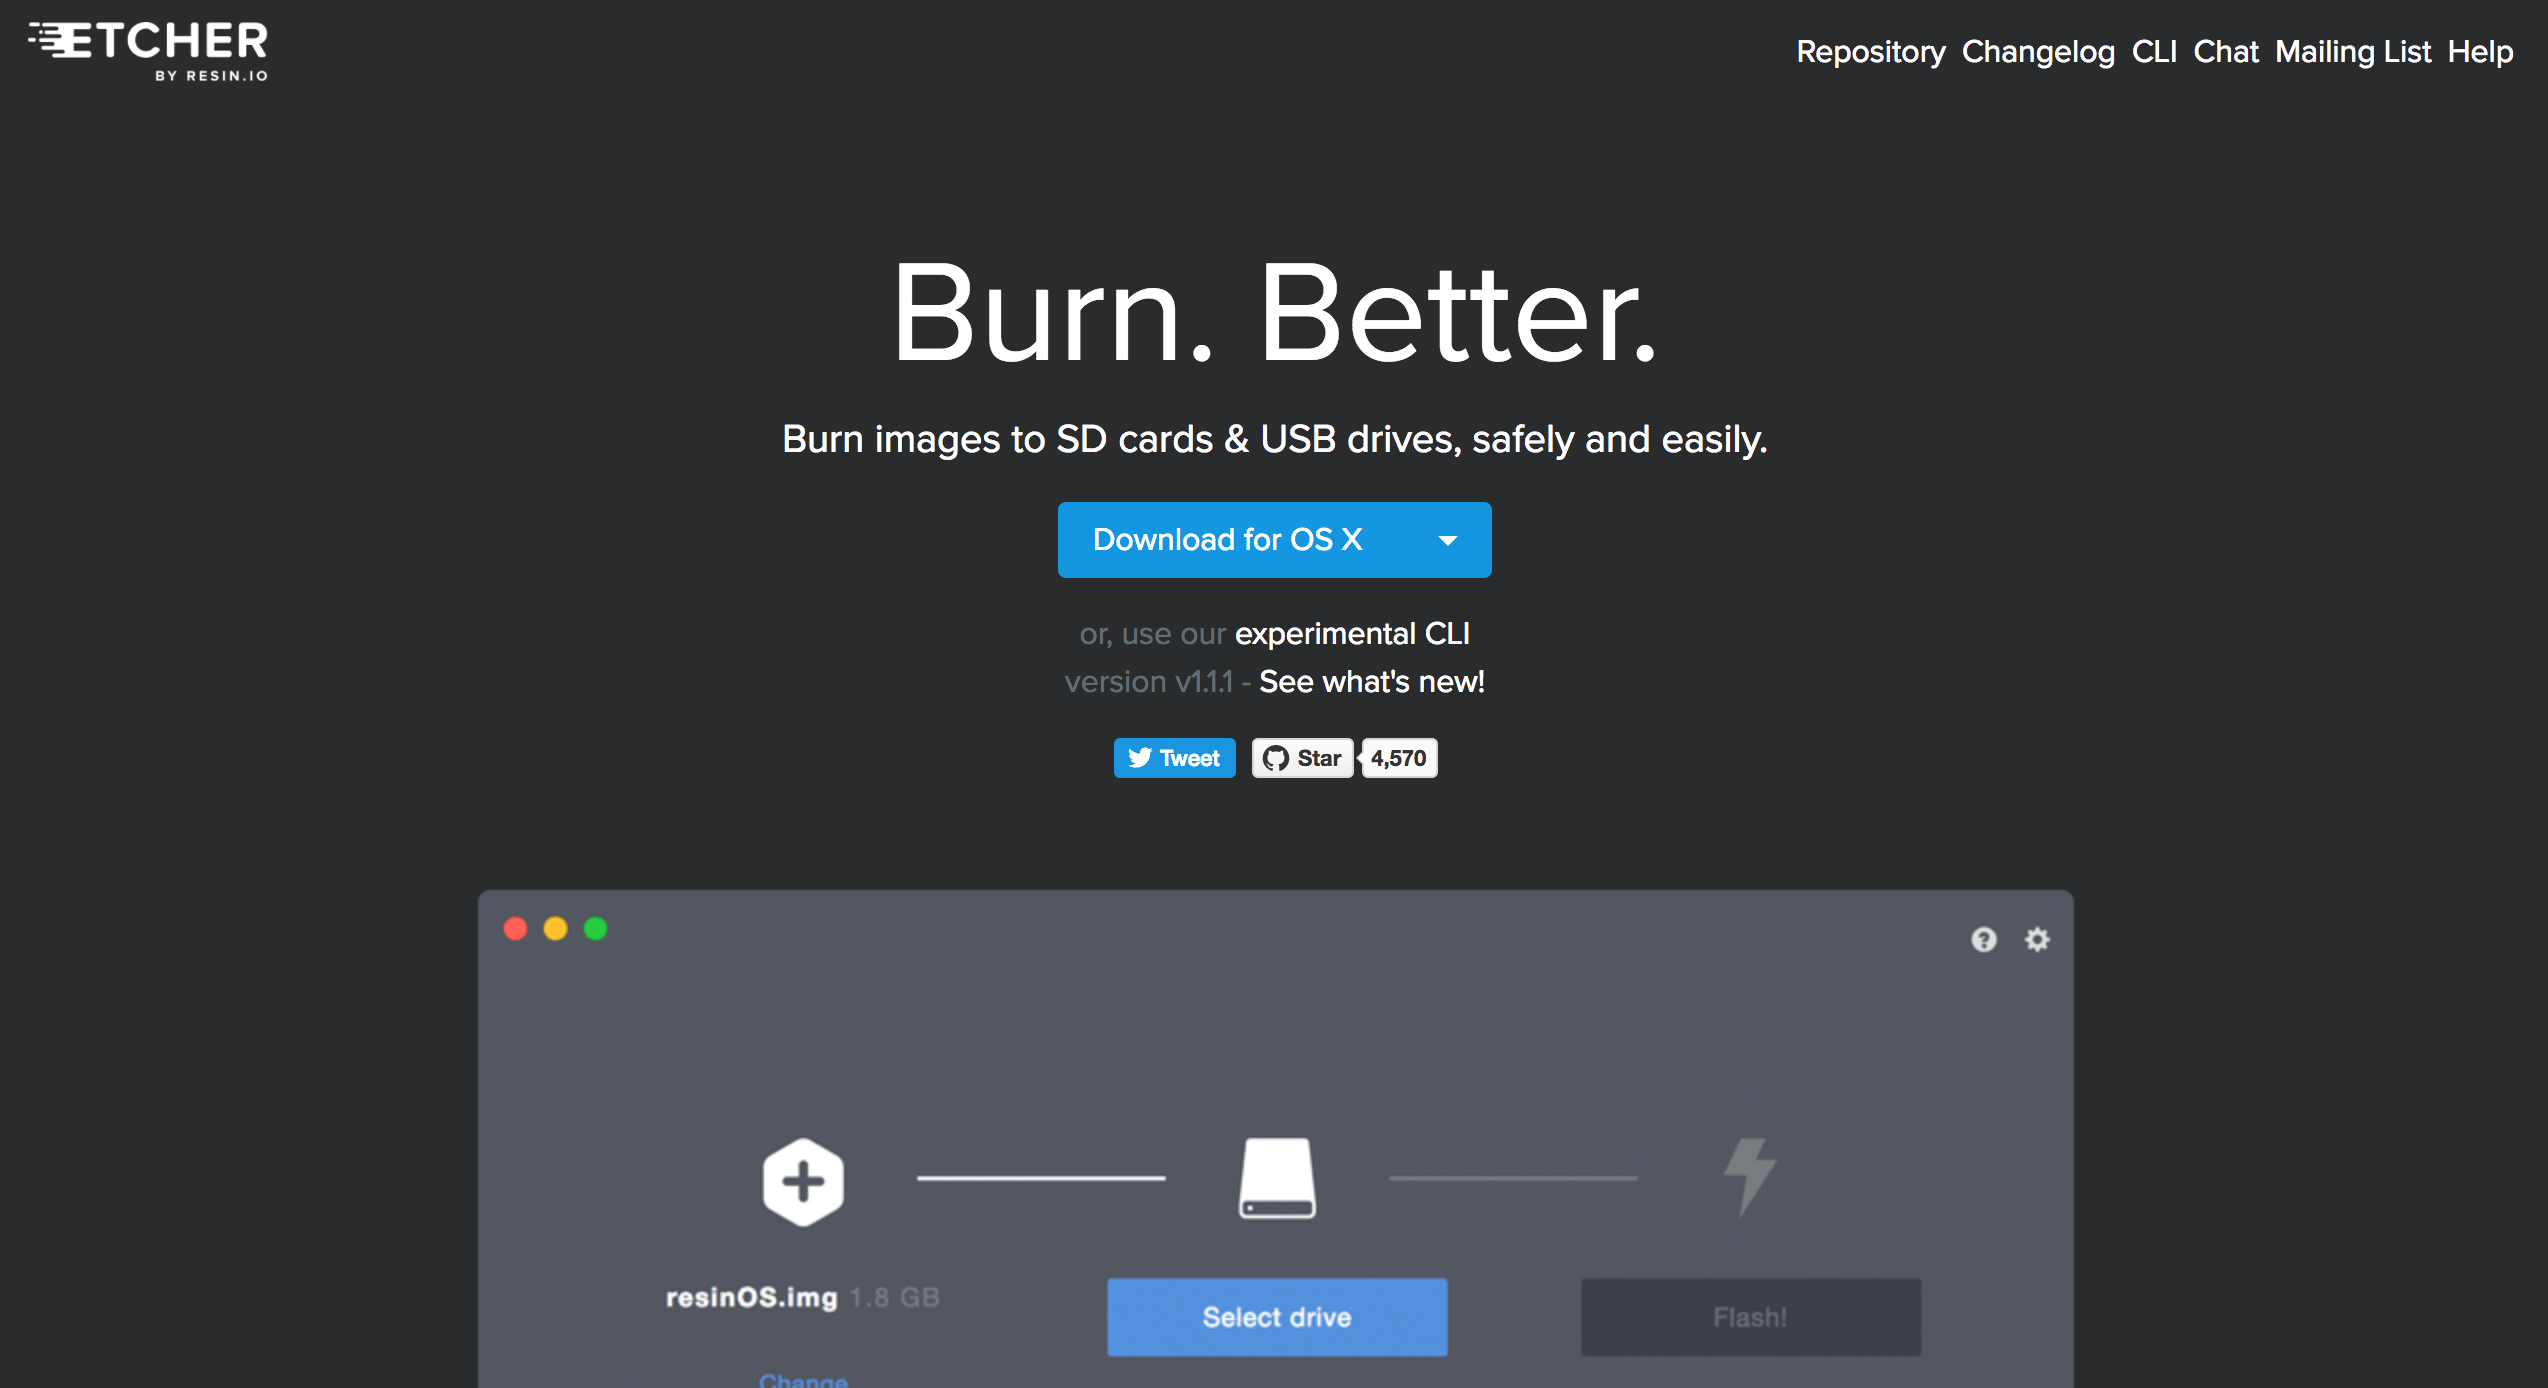 ETCHER
BY RESIN.IO
Repository Changelog CLI Chat Mailing List Help
Burn. Better.
Burn images to SD cards & USB drives, safely and easily.
Download for OS X
or, use our experimental CLI
version v1.1.1 - See what's new!
Tweet Star 4,570
resinOS.img 1.8 GB
Select drive
Flash!
Change